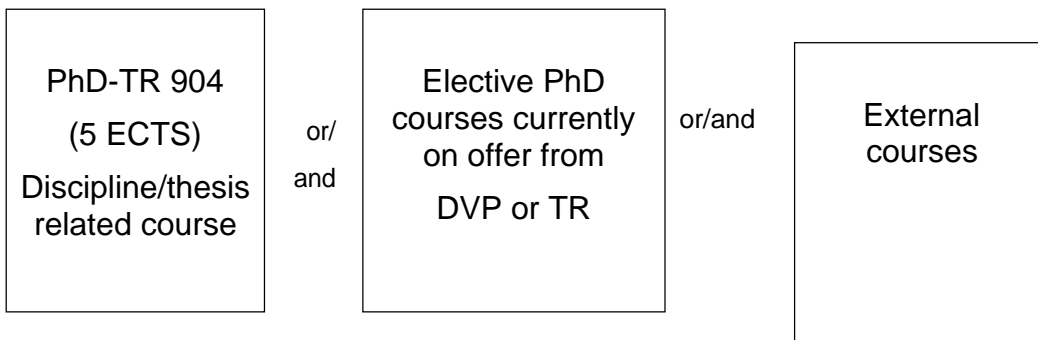 PhD-TR 904
(5 ECTS)
Discipline/thesis
related course
or/
and
Elective PhD
courses currently
on offer from
DVP or TR
or/and
External
courses